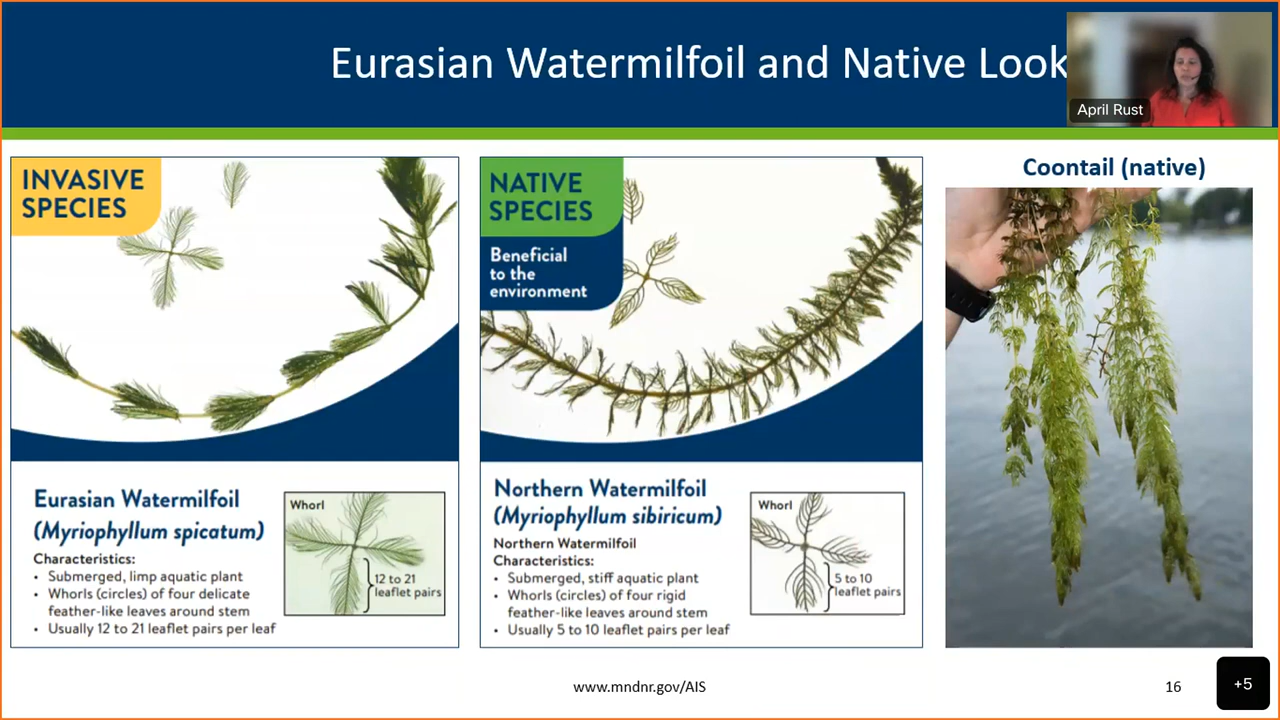 Eurasian Watermilfoil and Native Look
April Rust
INVASIVE
SPECIES
Eurasian Watermilfoil
(Myriophyllum spicatum)
Characteristics:
• Submerged, limp aquatic plant
• Whorls (circles) of four delicate
feather-like leaves around stem
• Usually 12 to 21 leaflet pairs per leaf
Whorl
12 to 21
leaflet pairs
NATIVE
SPECIES
Beneficial
to the
environment
Northern Watermilfoil
(Myriophyllum sibiricum)
Northern Watermilfoil
Characteristics:
• Submerged, stiff aquatic plant
• Whorls (circles) of four rigid
feather-like leaves around stem
• Usually 5 to 10 leaflet pairs per leaf
Whorl
5 to 10
leaflet pairs
Coontail (native)
www.mndnr.gov/AIS
16
+5